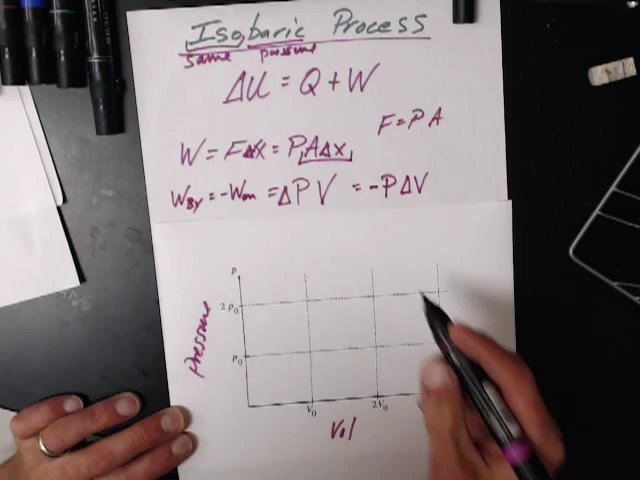 Isobaric Process
same pressure
ΔU = Q + W
F = PA
W = FΔx = PAΔx
WBy = -Won = ΔPV = -PΔV
P
2P₀
Pressure
P₀
V₀ 2V₀
Vol